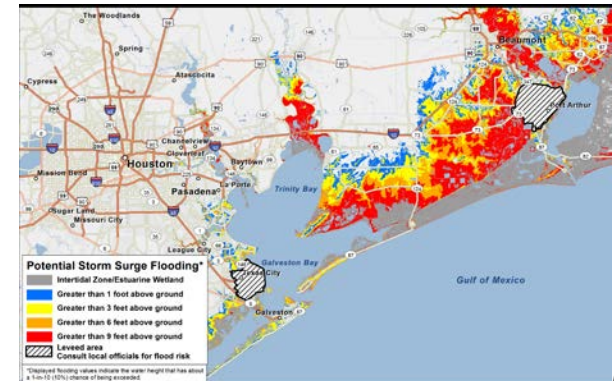 The Woodlands
Spring
Cypress
Atascocita
Beaumont
Port Arthur
Channelview
Cloverleaf
Houston
Baytown
Mission Bend
Pasadena
La Porte
Sugar Land
Missouri City
Trinity Bay
League City
Galveston Bay
Texas City
Gulf of Mexico
Galveston
Potential Storm Surge Flooding*
Intertidal Zone/Estuarine Wetland
Greater than 1 foot above ground
Greater than 3 feet above ground
Greater than 6 feet above ground
Greater than 9 feet above ground
Leveed area
Consult local officials for flood risk
*Displayed flooding values indicate the water height that has about
a 1-in-10 (10%) chance of being exceeded.